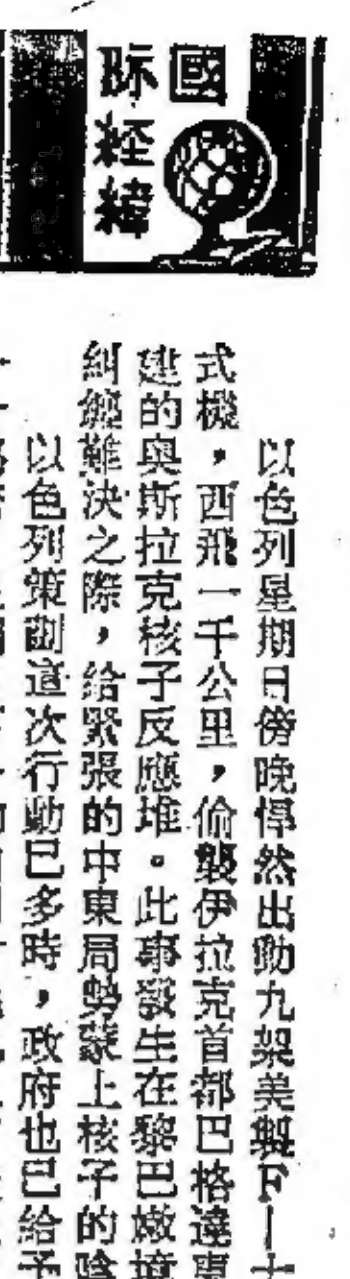 國
際經緯
以色列星期日傍晚悍然出動九架美製F—十
式機，西飛一千公里，偷襲伊拉克首都巴格達東
建的奧斯拉克核子反應堆。此事發生在黎巴嫩境
糾纏難決之際，給緊張的中東局勢蒙上核子的陰
以色列策劃這次行動已多時，政府也已給予